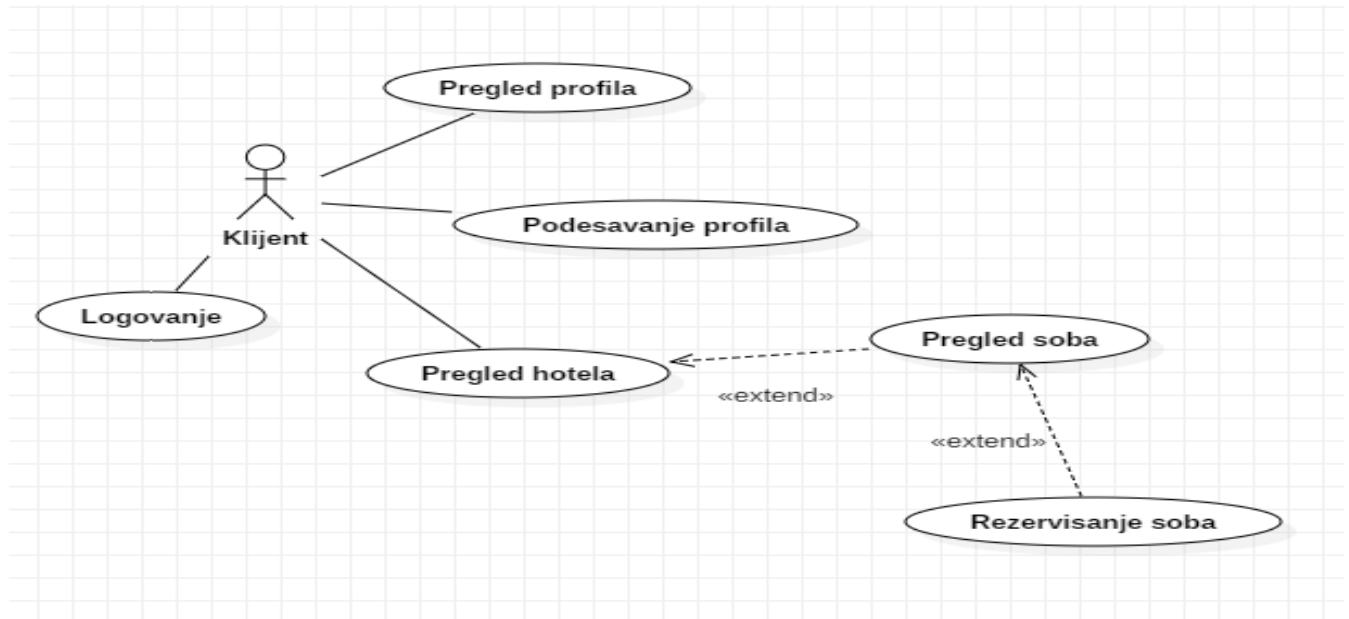 Pregled profila
Podesavanje profila
Klijent
Logovanje
Pregled soba
Pregled hotela
«extend»
«extend»
Rezervisanje soba